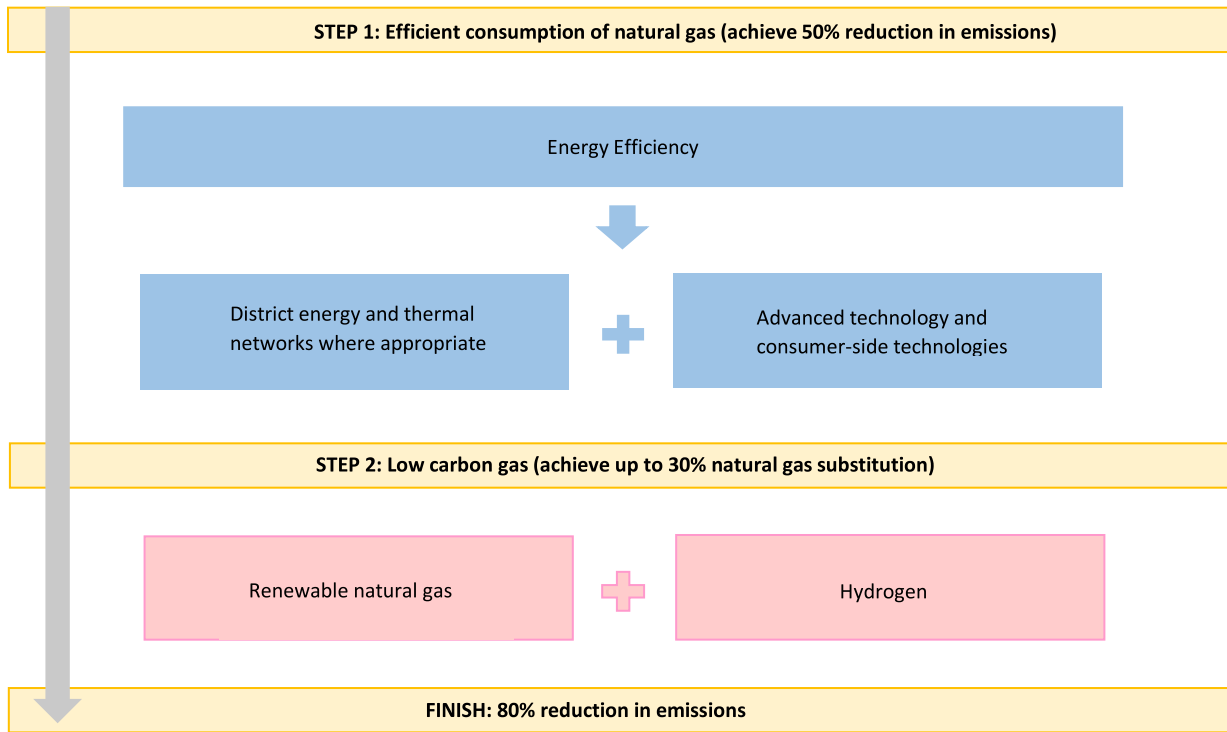 STEP 1: Efficient consumption of natural gas (achieve 50% reduction in emissions)
Energy Efficiency
District energy and thermal
networks where appropriate
Advanced technology and
consumer-side technologies
STEP 2: Low carbon gas (achieve up to 30% natural gas substitution)
Renewable natural gas
Hydrogen
FINISH: 80% reduction in emissions